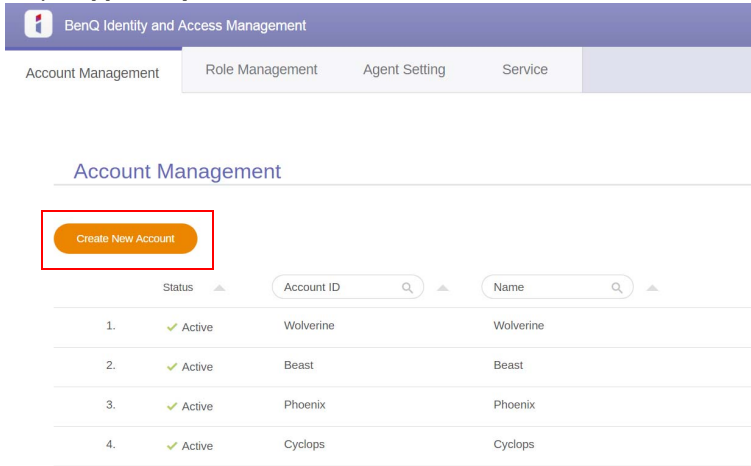 BenQ Identity and Access Management
Account Management Role Management Agent Setting Service
Account Management
Create New Account
Status Account ID Name
1. Active Wolverine Wolverine
2. Active Beast Beast
3. Active Phoenix Phoenix
4. Active Cyclops Cyclops